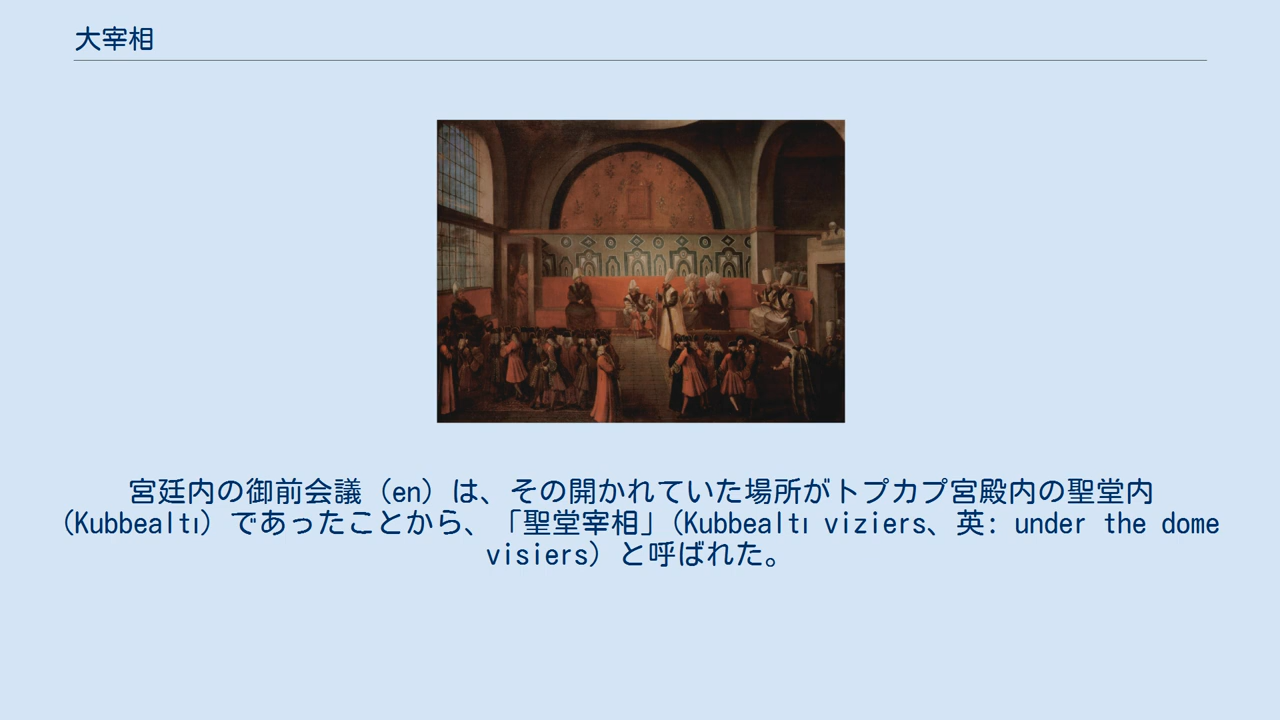 大宰相
宮廷内の御前会議（en）は、その開かれていた場所がトプカプ宮殿内の聖堂内
（Kubbealtı）であったことから、「聖堂宰相」（Kubbealtı viziers、英: under the dome
visiers）と呼ばれた。